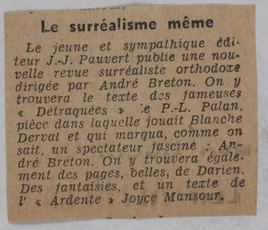 Le surréalisme même
Le jeune et sympathique édi-
teur J.-J. Pauvert publie une nou-
velle revue surréaliste orthodoxe
dirigée par André Breton. On y
trouvera le texte des fameuses
« Détraquées » de P.-L. Palan,
pièce dans laquelle jouait Blanche
Derval et qui marqua, comme on
sait, un spectateur fasciné : An-
dré Breton. On y trouvera égale-
ment des pages, belles, de Darien.
Des fantaisies, et un texte de
l' « Ardente » Joyce Mansour.